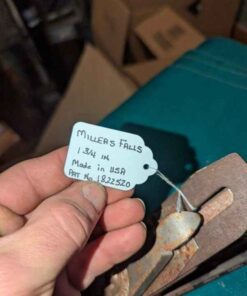 MILLERS FALLS
1 3/4 IN
Made in USA
PAT No. 1822520